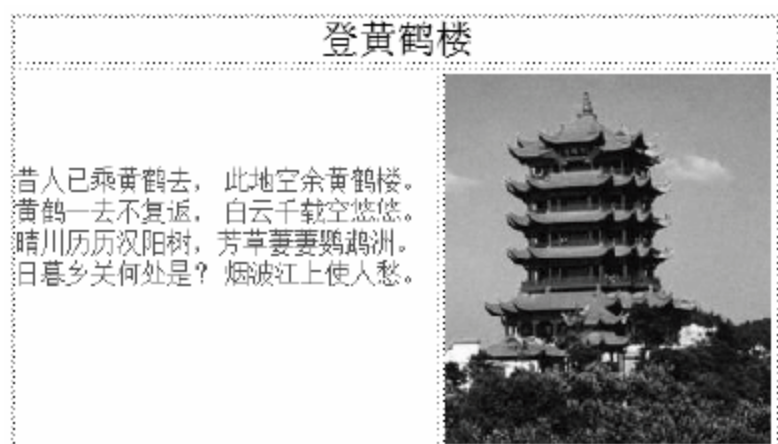 登黄鹤楼
昔人已乘黄鹤去， 此地空余黄鹤楼。
黄鹤一去不复返， 白云千载空悠悠。
晴川历历汉阳树，芳草萋萋鹦鹉洲。
日暮乡关何处是？ 烟波江上使人愁。